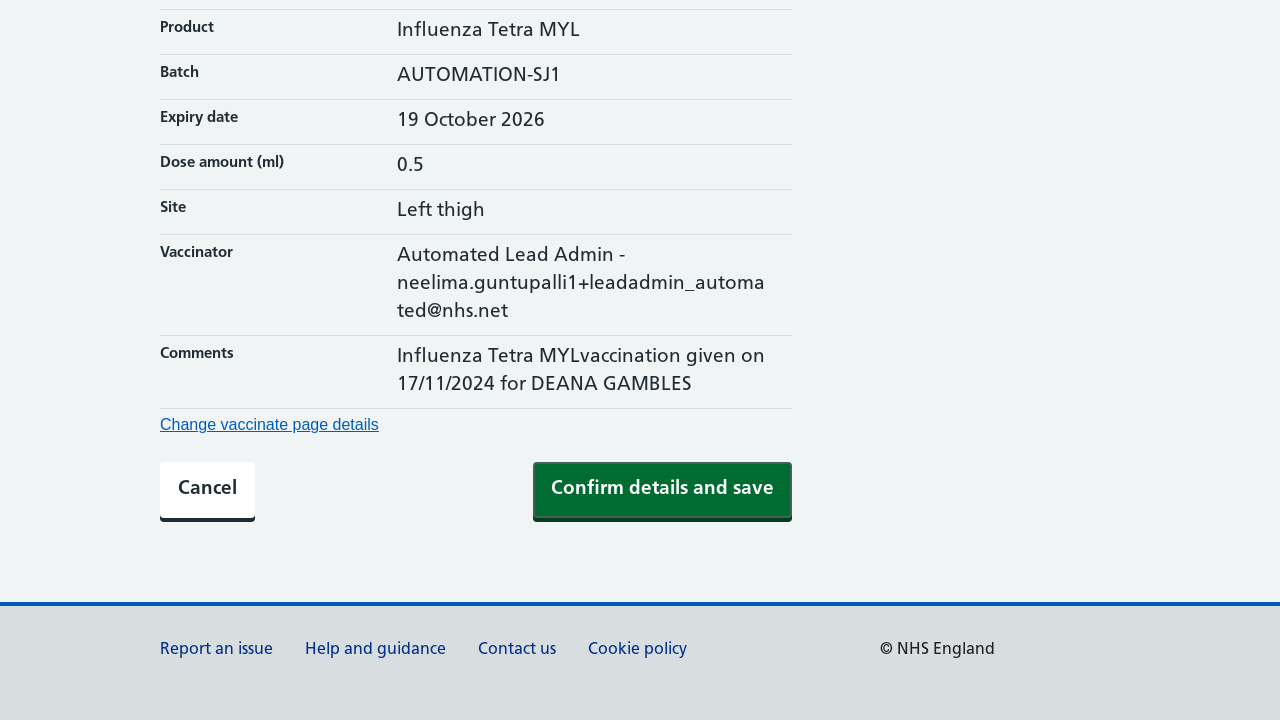 Product
Influenza Tetra MYL
Batch
AUTOMATION-SJ1
Expiry date
19 October 2026
Dose amount (ml)
0.5
Site
Left thigh
Vaccinator
Automated Lead Admin -
neelima.guntupalli1+leadadmin_automa
ted@nhs.net
Comments
Influenza Tetra MYLvaccination given on
17/11/2024 for DEANA GAMBLES
Change vaccinate page details
Cancel
Confirm details and save
Report an issue
Help and guidance
Contact us
Cookie policy
© NHS England